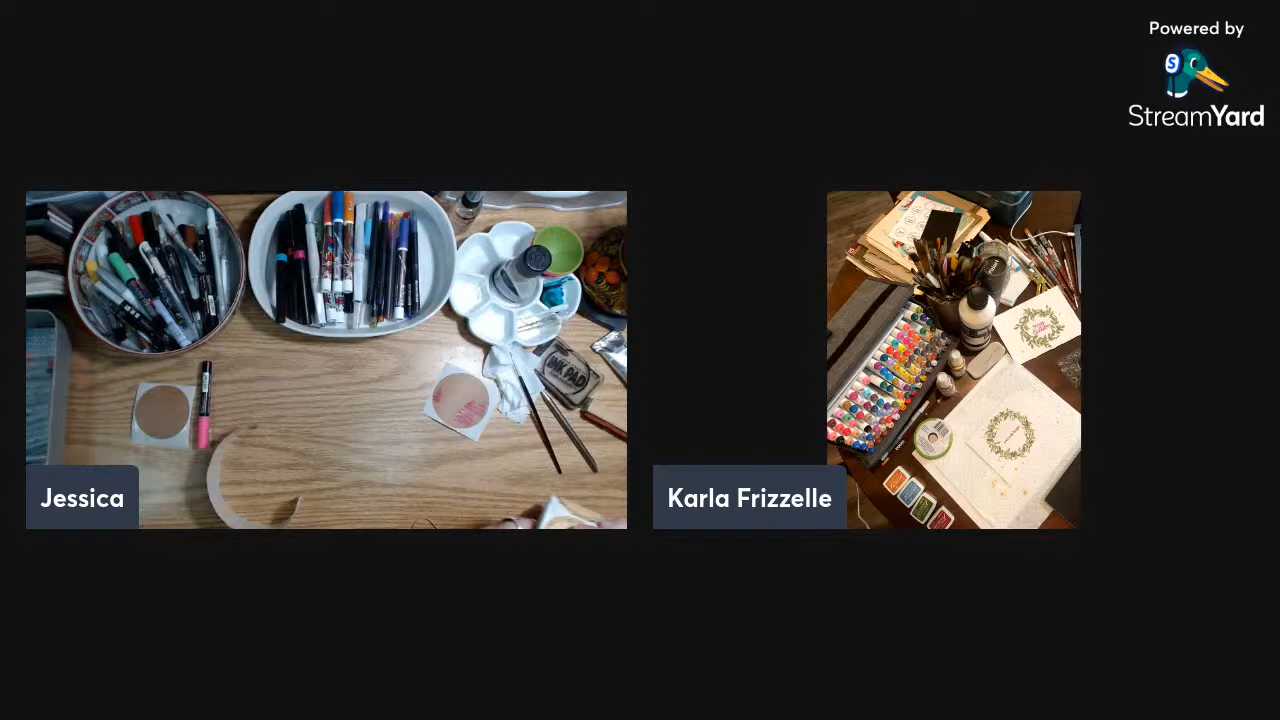 Powered by
S
StreamYard
INK PAD
Jessica
Karla Frizzelle